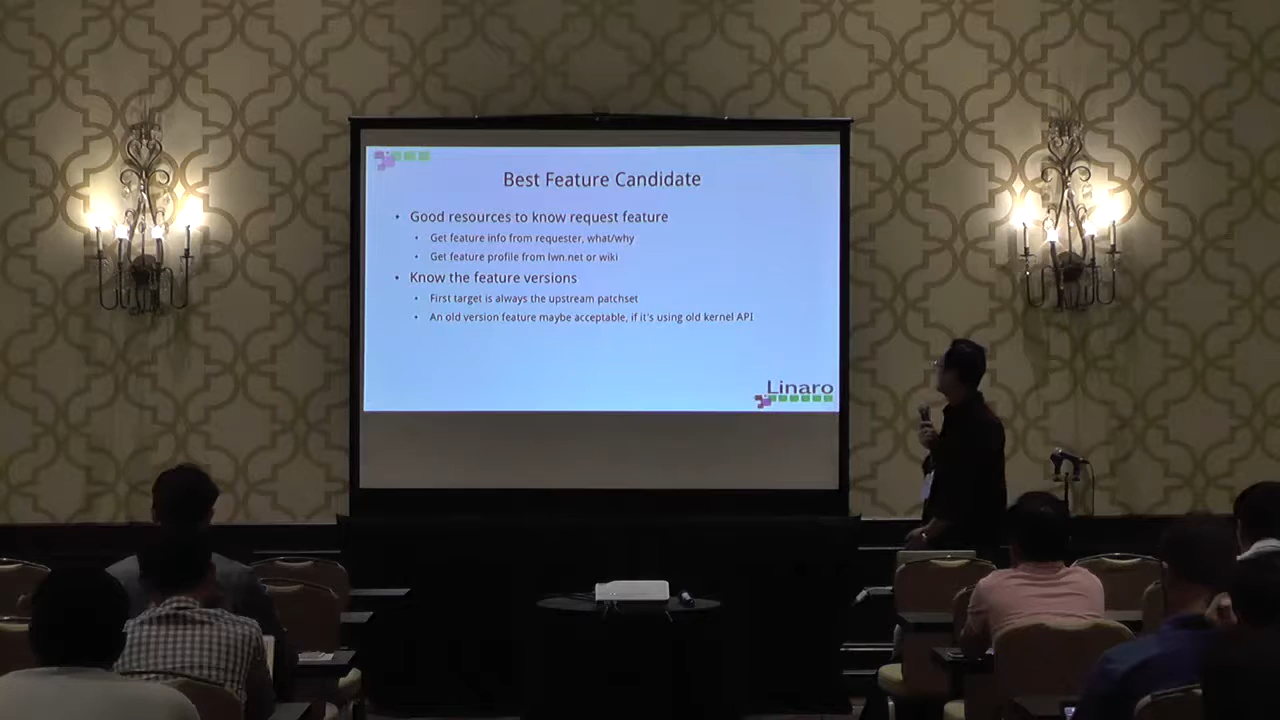 Best Feature Candidate
• Good resources to know request feature
• Get feature info from requester, what/why
• Get feature profile from lwn.net or wiki
• Know the feature versions
• First target is always the upstream patchset
• An old version feature maybe acceptable, if it's using old kernel API
Linaro